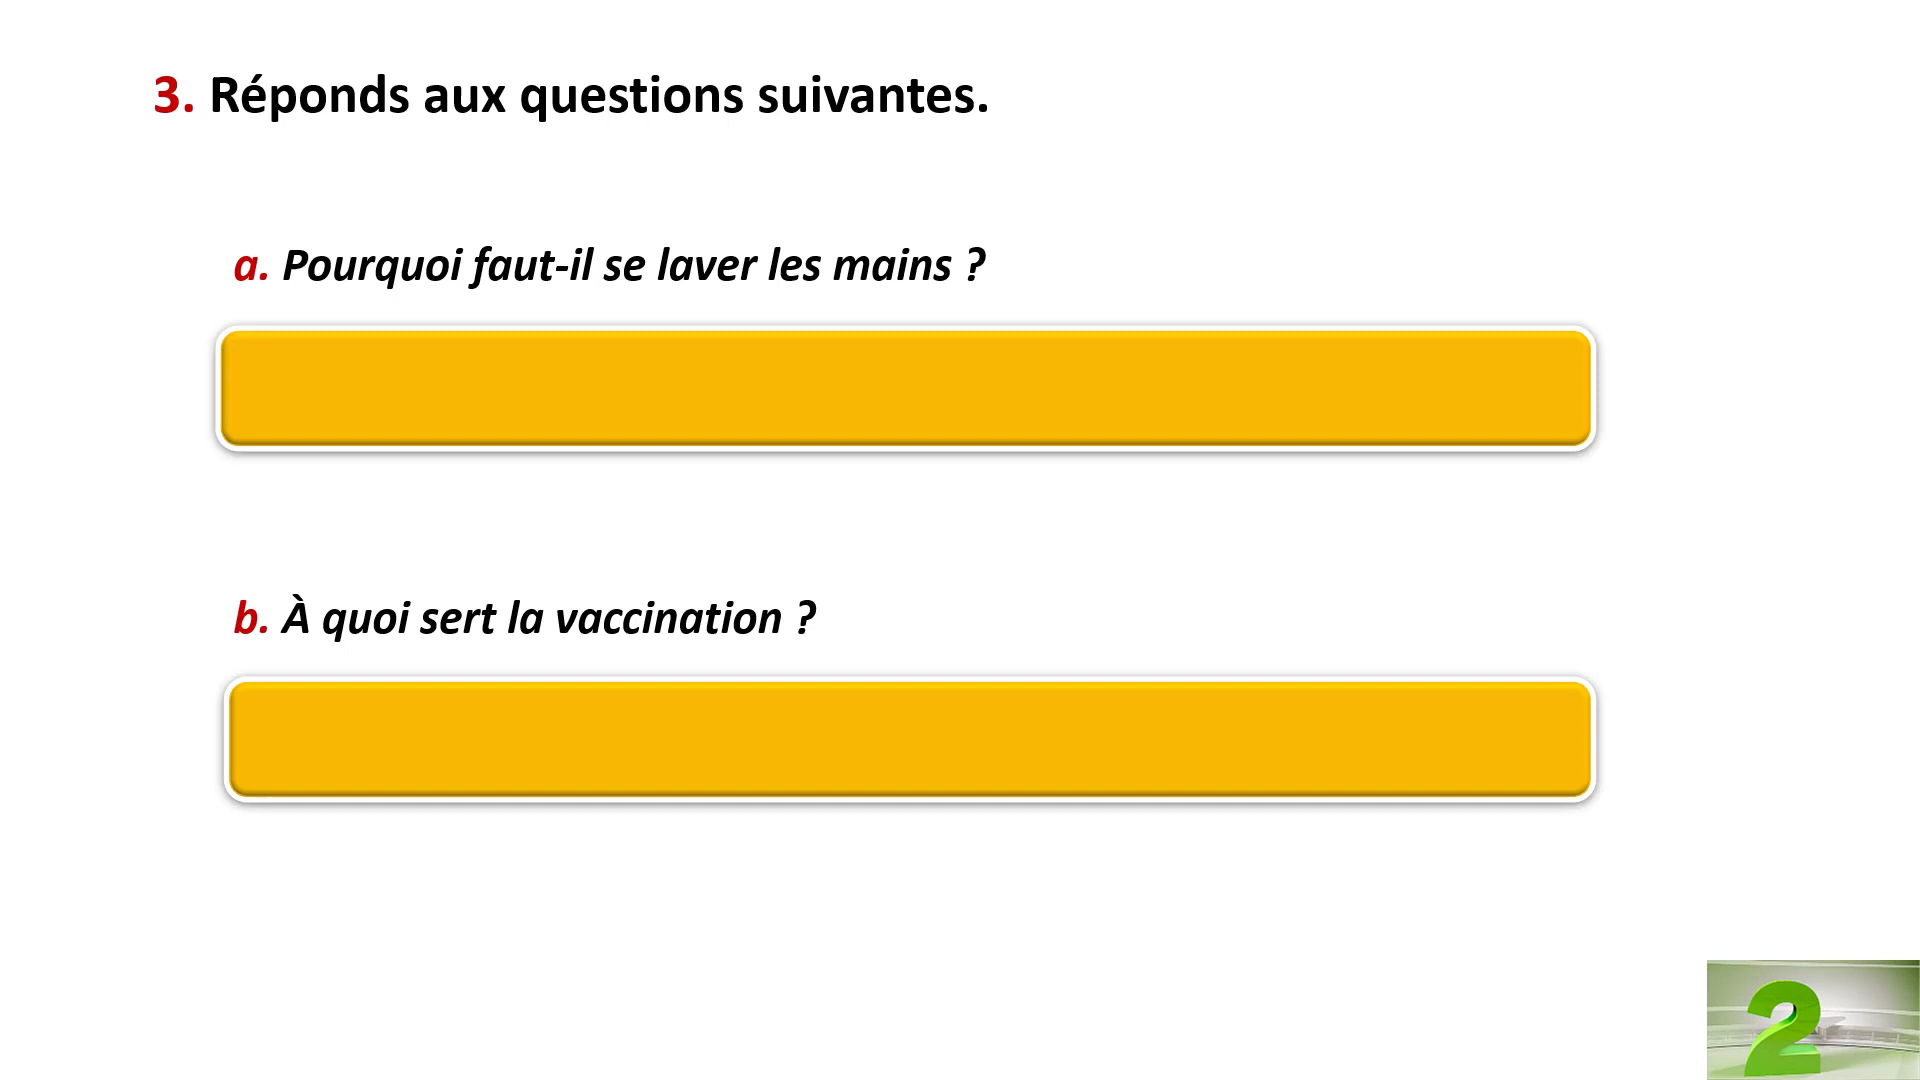 3. Réponds aux questions suivantes.
a. Pourquoi faut-il se laver les mains ?
b. À quoi sert la vaccination ?
2